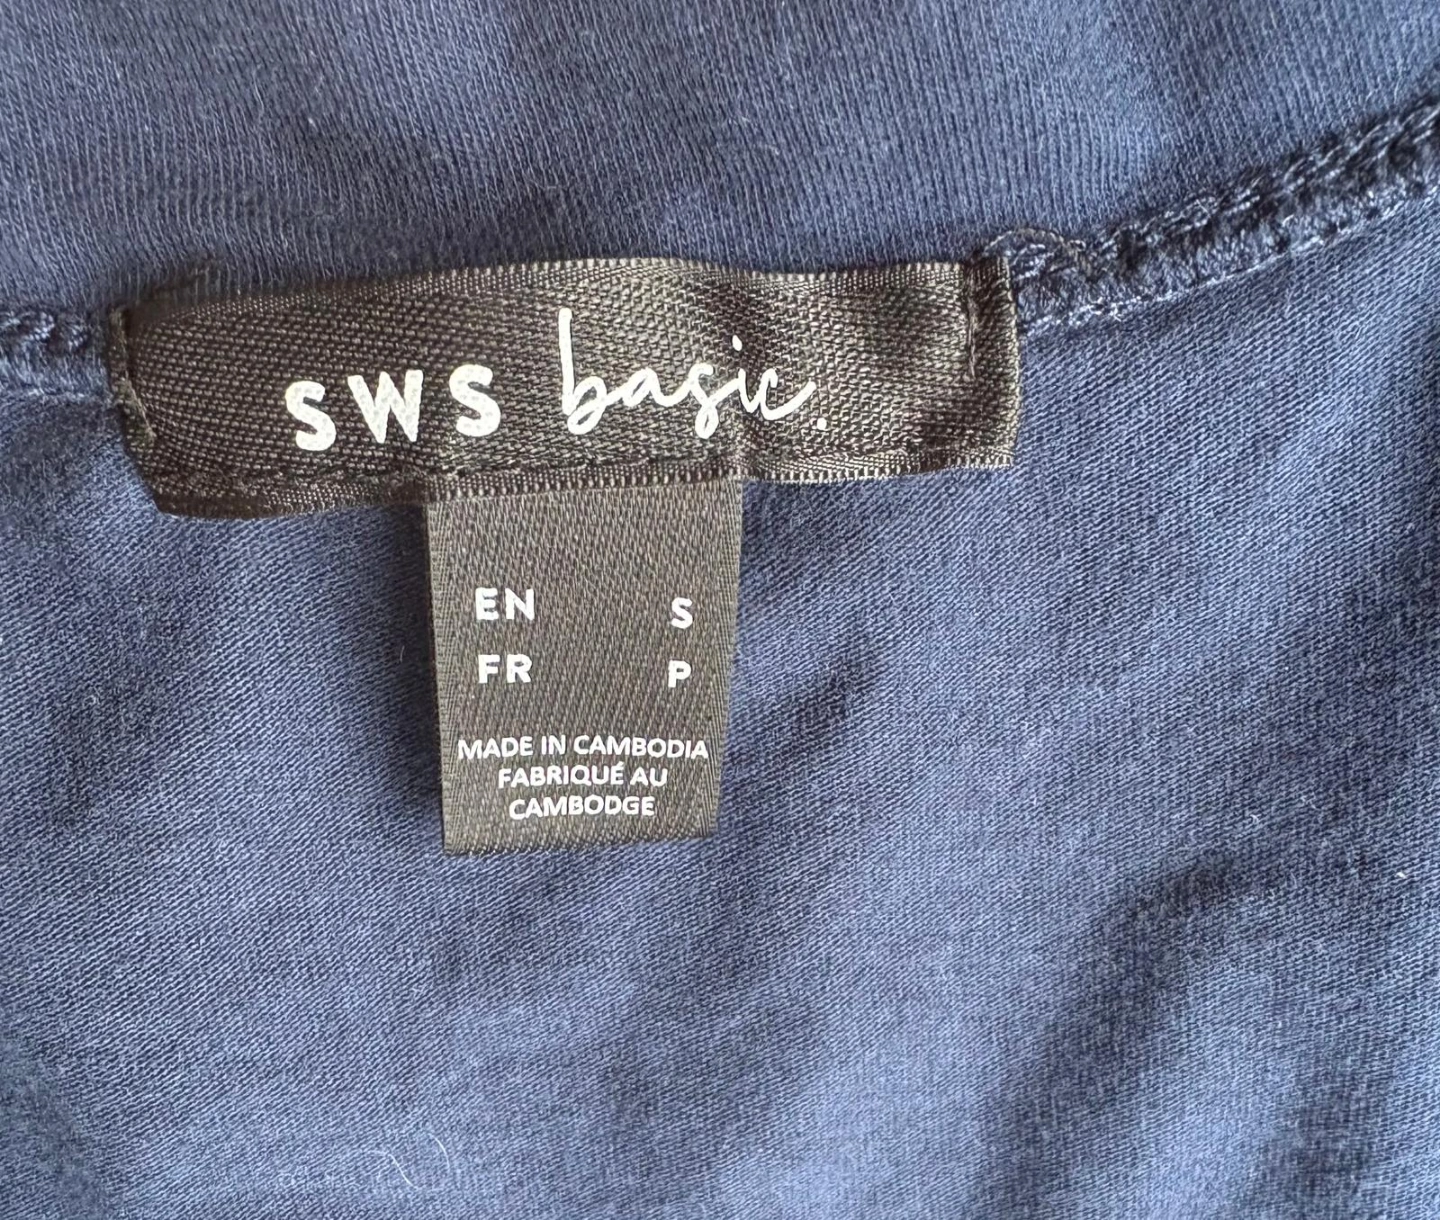 SWS basic.
EN S
FR P
MADE IN CAMBODIA
FABRIQUÉ AU
CAMBODGE